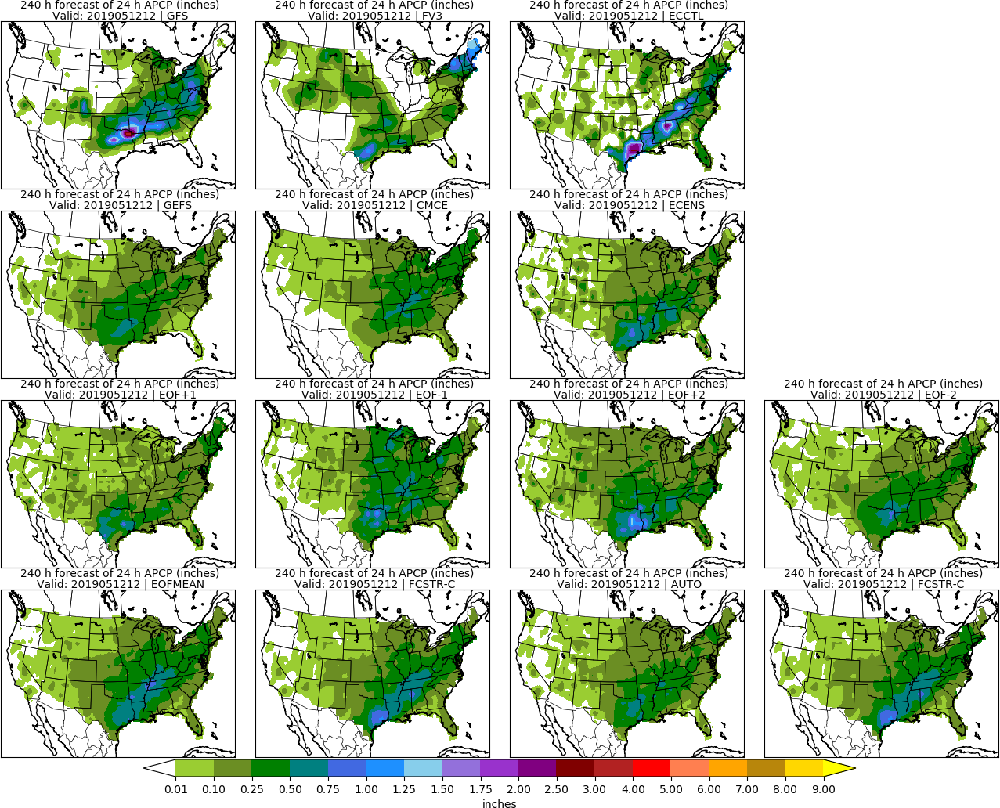 240 h forecast of 24 h APCP (inches)
Valid: 2019051212 | GFS
240 h forecast of 24 h APCP (inches)
Valid: 2019051212 | FV3
240 h forecast of 24 h APCP (inches)
Valid: 2019051212 | ECCTL
240 h forecast of 24 h APCP (inches)
Valid: 2019051212 | GEFS
240 h forecast of 24 h APCP (inches)
Valid: 2019051212 | CMCE
240 h forecast of 24 h APCP (inches)
Valid: 2019051212 | ECENS
240 h forecast of 24 h APCP (inches)
Valid: 2019051212 | EOF+1
240 h forecast of 24 h APCP (inches)
Valid: 2019051212 | EOF-1
240 h forecast of 24 h APCP (inches)
Valid: 2019051212 | EOF+2
240 h forecast of 24 h APCP (inches)
Valid: 2019051212 | EOF-2
240 h forecast of 24 h APCP (inches)
Valid: 2019051212 | EOFMEAN
240 h forecast of 24 h APCP (inches)
Valid: 2019051212 | FCSTR-C
240 h forecast of 24 h APCP (inches)
Valid: 2019051212 | AUTO
240 h forecast of 24 h APCP (inches)
Valid: 2019051212 | FCSTR-C
0.01 0.10 0.25 0.50 0.75 1.00 1.25 1.50 1.75 2.00 2.50 3.00 4.00 5.00 6.00 7.00 8.00 9.00
inches